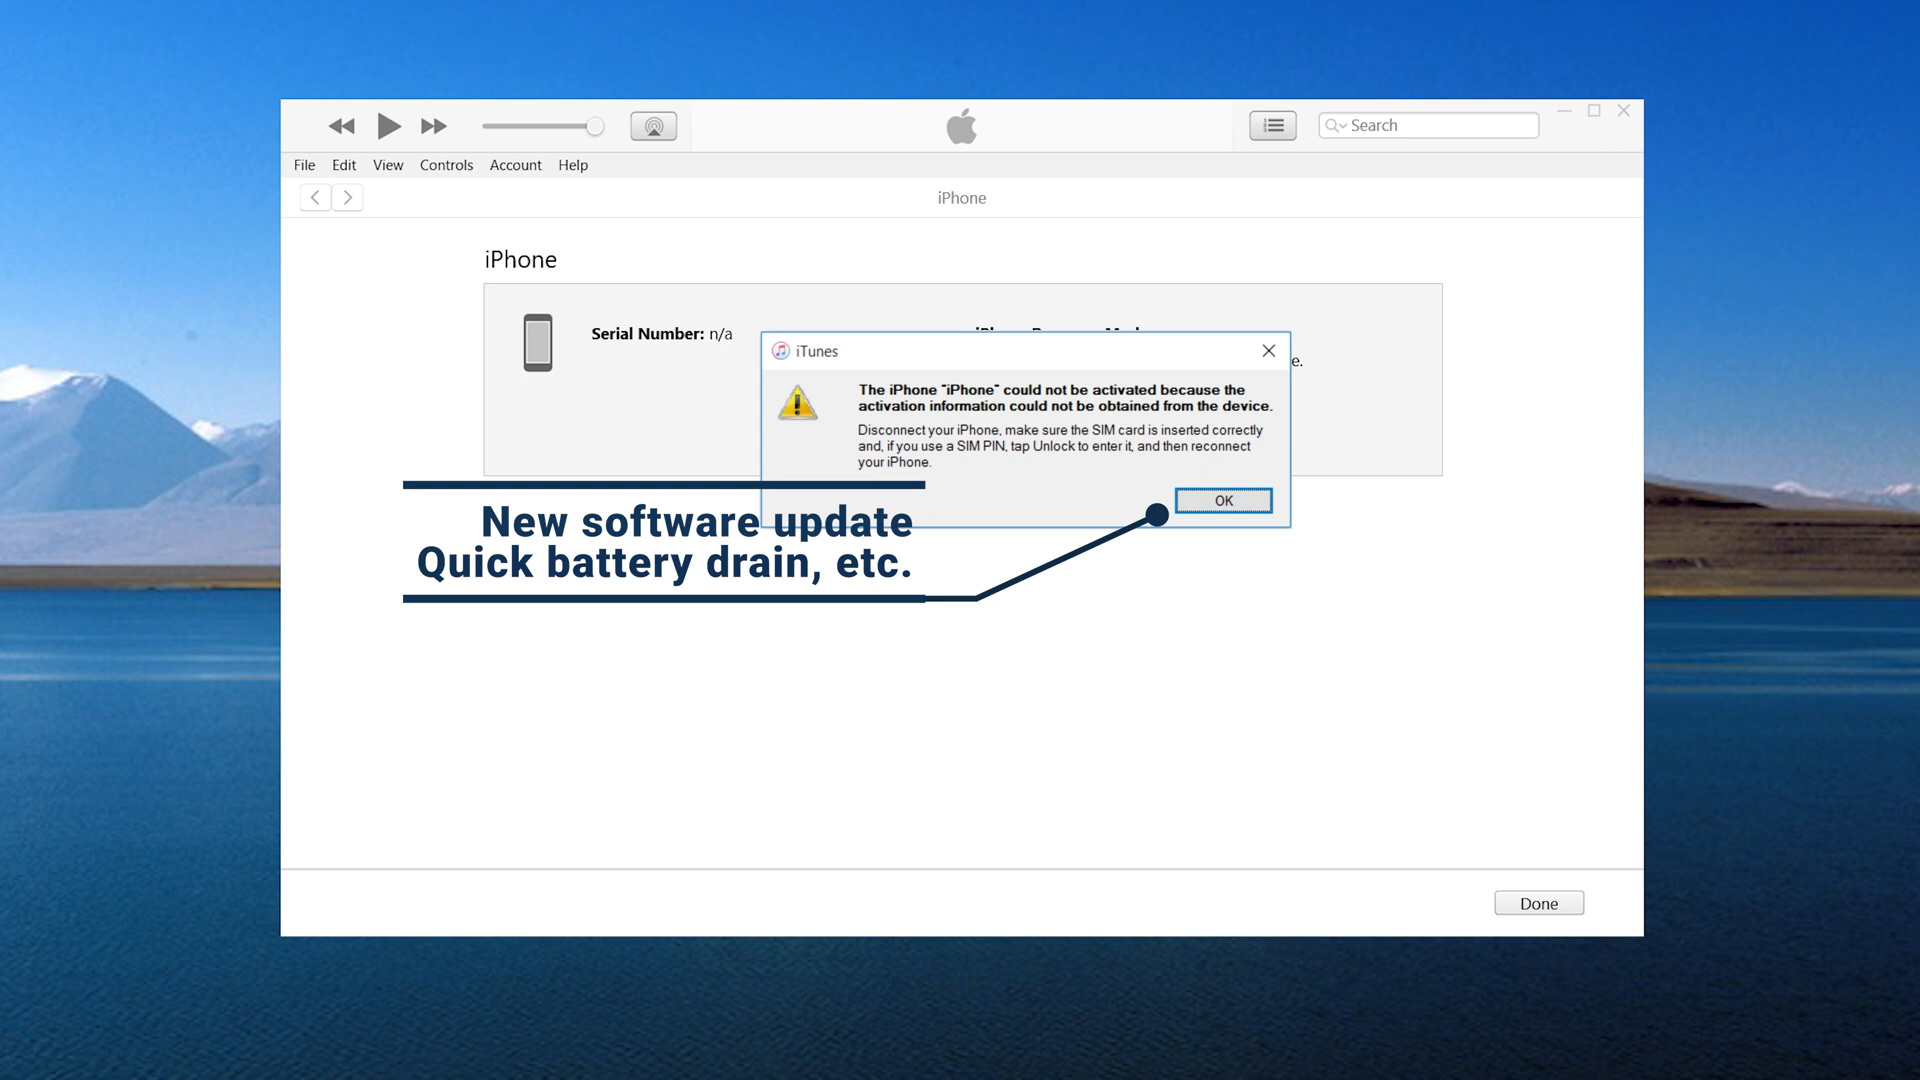 Search
File Edit View Controls Account Help
iPhone
iPhone
Serial Number: n/a
e.
iTunes
The iPhone "iPhone" could not be activated because the
activation information could not be obtained from the device.
Disconnect your iPhone, make sure the SIM card is inserted correctly
and, if you use a SIM PIN, tap Unlock to enter it, and then reconnect
your iPhone.
OK
New software update
Quick battery drain, etc.
Done